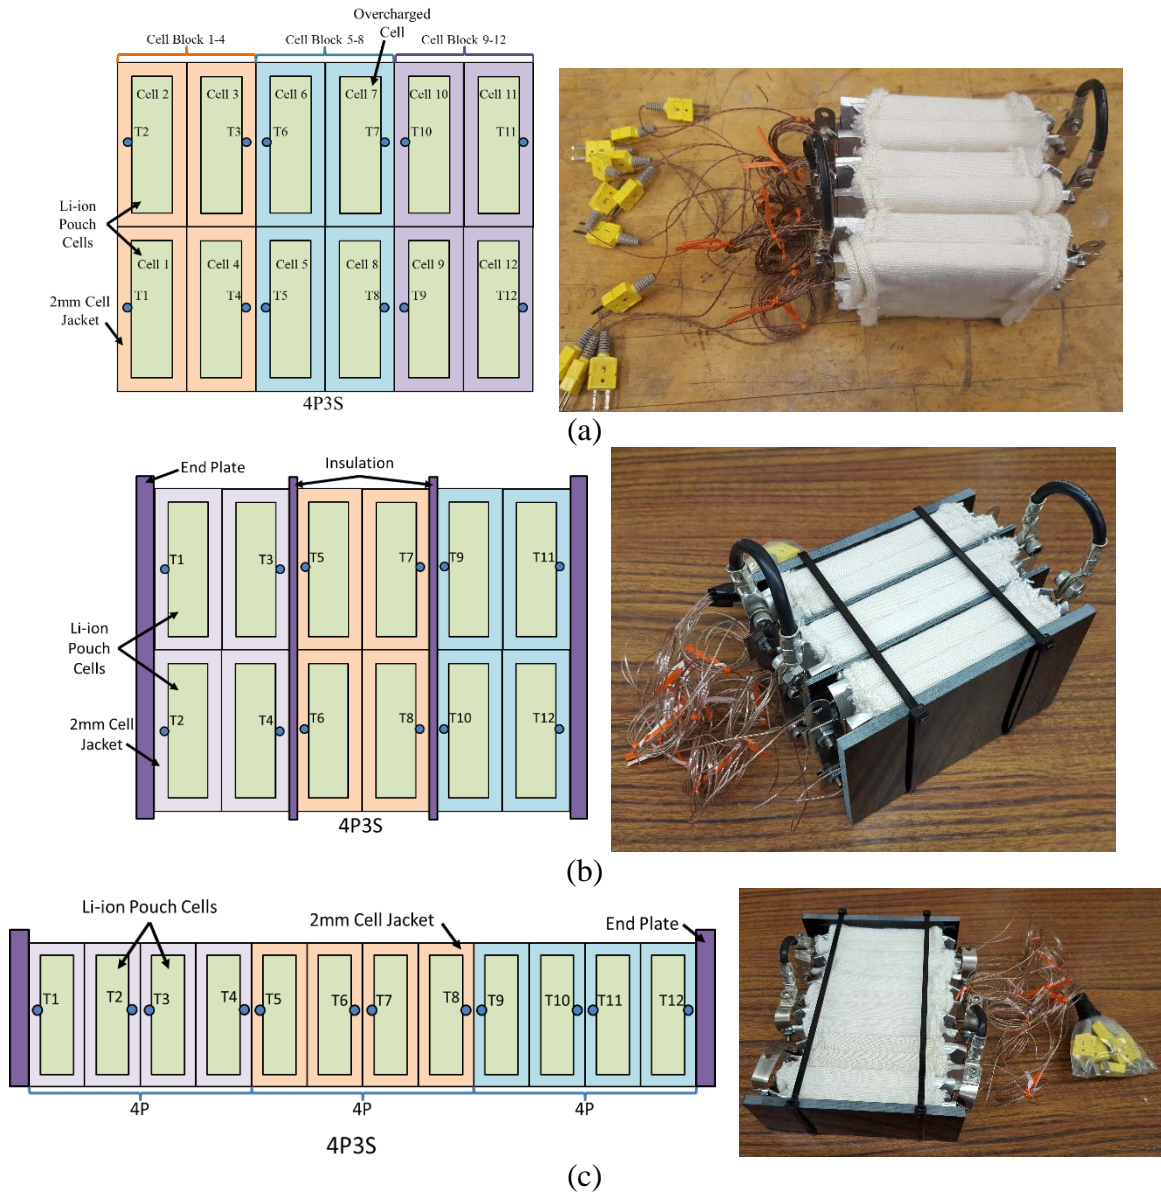 Overcharged
Cell
Cell Block 1-4
Cell Block 5-8
Cell Block 9-12
Cell 2
Cell 3
Cell 6
Cell 7
Cell 10
Cell 11
T2
T3
T6
T7
T10
T11
Li-ion
Pouch
Cells
Cell 1
Cell 4
Cell 5
Cell 8
Cell 9
Cell 12
T1
T4
T5
T8
T9
T12
2mm Cell
Jacket
4P3S
(a)
End Plate
Insulation
T1
T3
T5
T7
T9
T11
Li-ion
Pouch
Cells
T2
T4
T6
T8
T10
T12
2mm Cell
Jacket
4P3S
(b)
Li-ion Pouch Cells
2mm Cell Jacket
End Plate
T1
T2
T3
T4
T5
T6
T7
T8
T9
T10
T11
T12
4P
4P
4P
4P3S
(c)